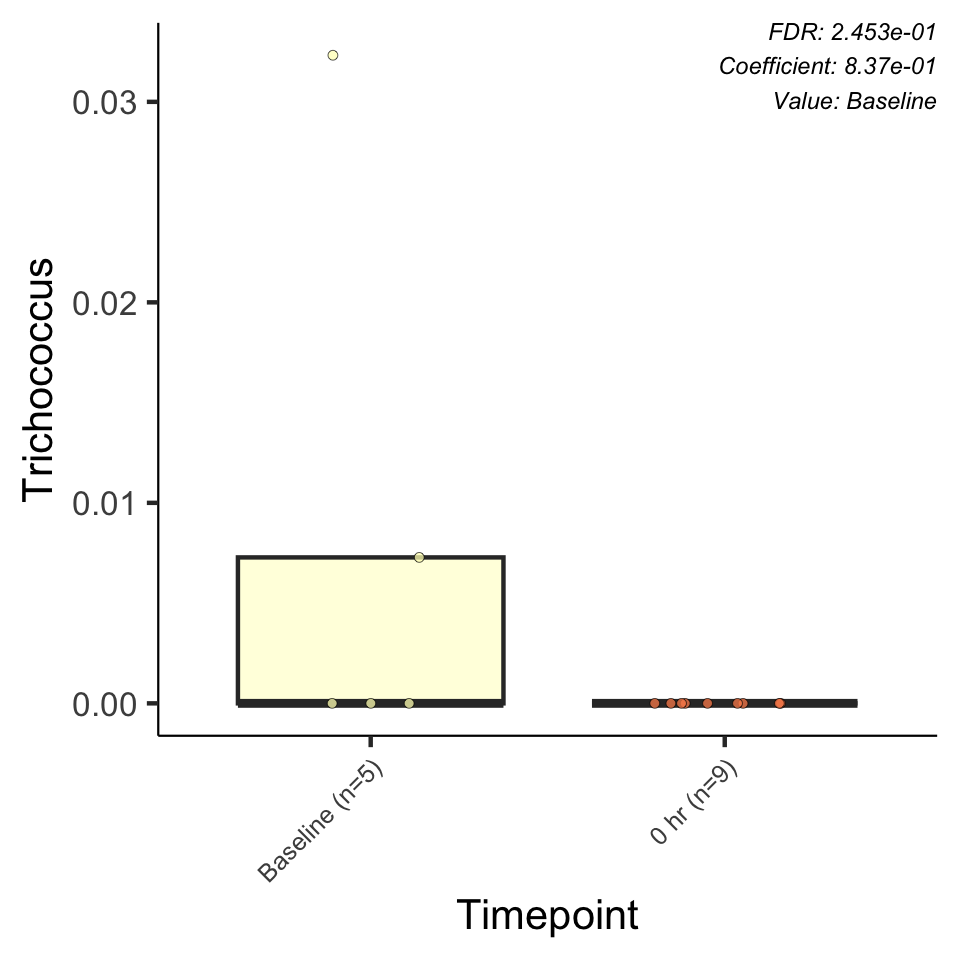 FDR: 2.453e-01
Coefficient: 8.37e-01
Value: Baseline
Trichococcus
0.03
0.02
0.01
0.00
Baseline (n=5)
0 hr (n=9)
Timepoint